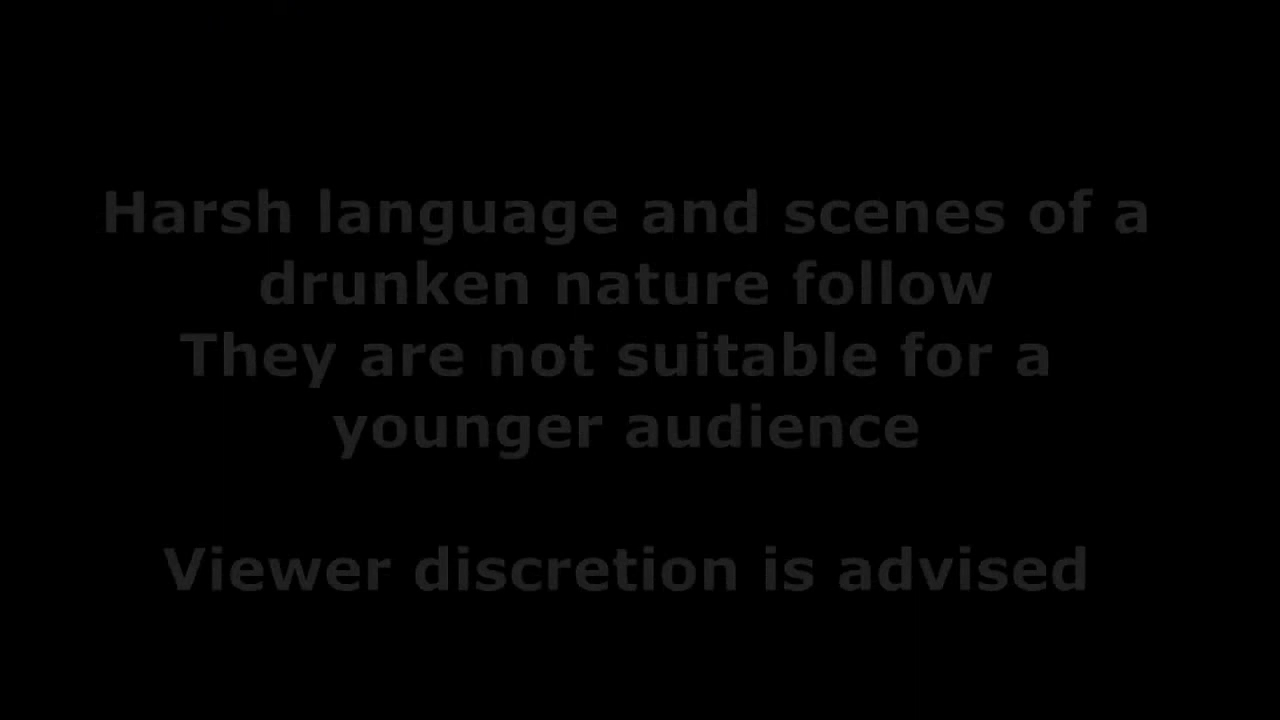 Harsh language and scenes of a
drunken nature follow
They are not suitable for a
younger audience
Viewer discretion is advised